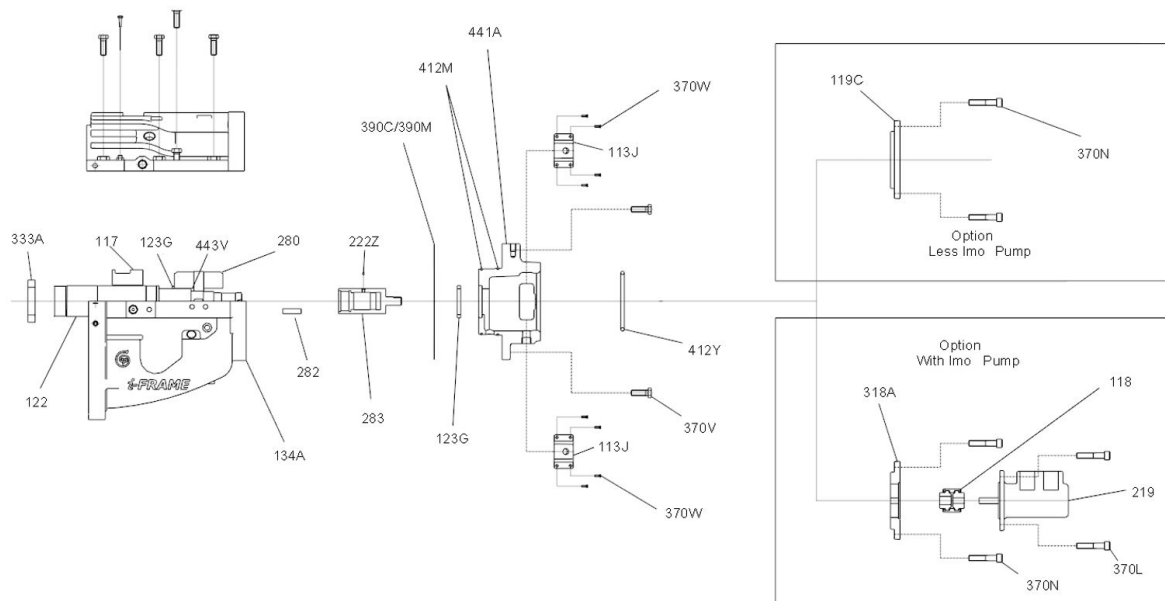 441A
412M
370W
390C/390M
113J
119C
370N
Option
Less Imo Pump
333A
117
123G
443V
280
222Z
282
283
123G
412Y
122
i-FRAME
134A
370V
113J
370W
Option
With Imo Pump
318A
118
219
370N
370L